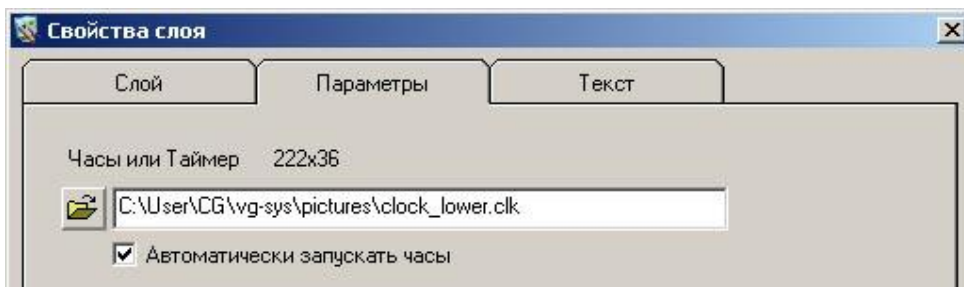 Свойства слоя
Слой Параметры Текст
Часы или Таймер 222x36
C:\User\CG\vg-sys\pictures\clock_lower.clk
Автоматически запускать часы